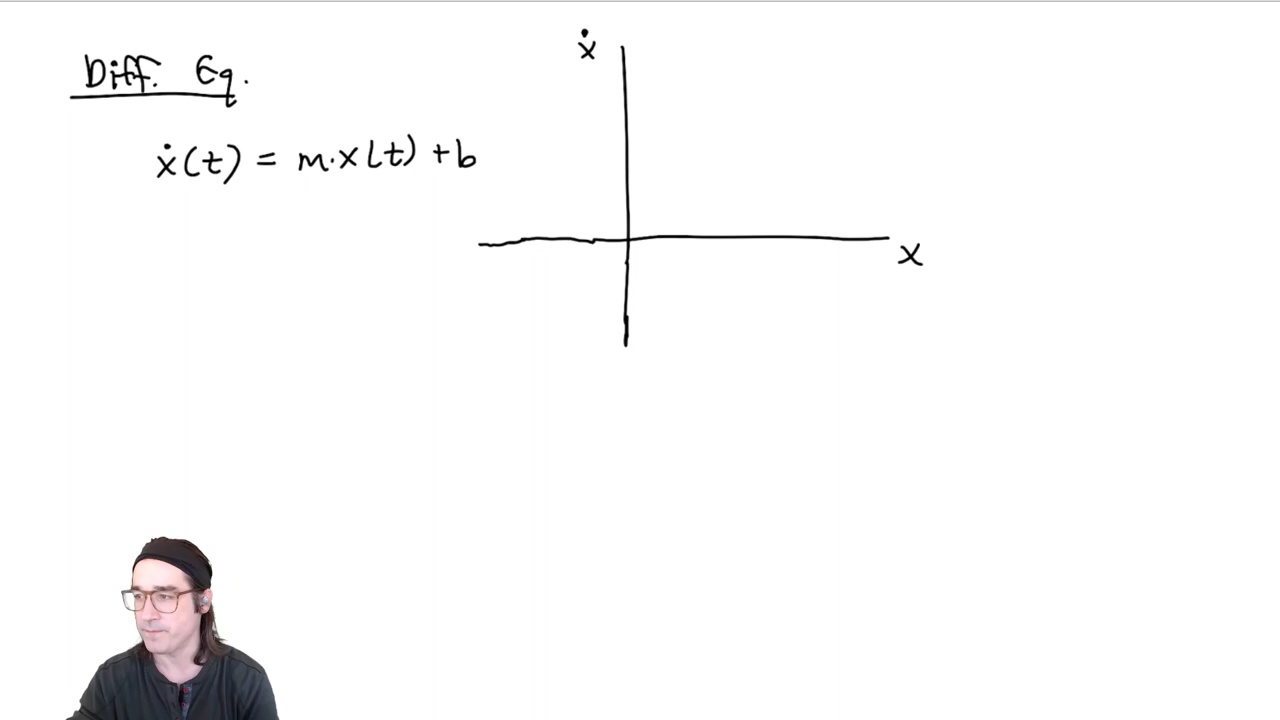 Diff. Eq.
ẋ(t) = m·x(t) + b
ẋ
x